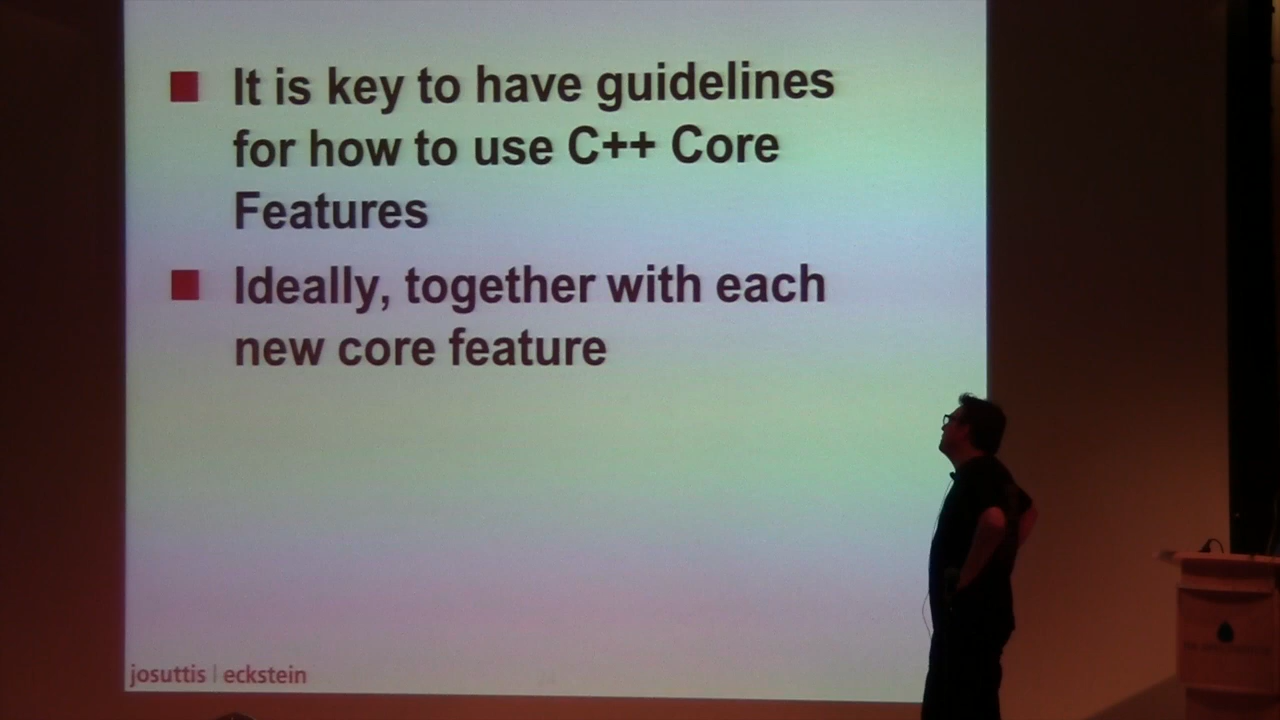 It is key to have guidelines
for how to use C++ Core
Features
Ideally, together with each
new core feature
josuttis | eckstein